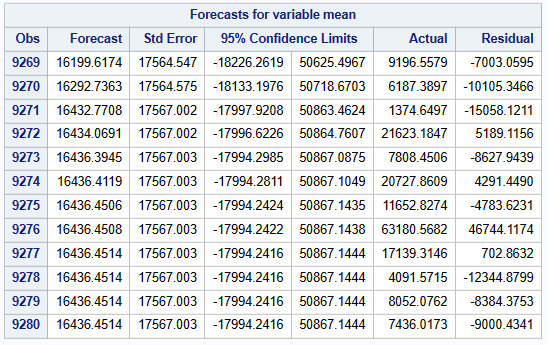 Forecasts for variable mean
Obs Forecast Std Error 95% Confidence Limits Actual Residual
9269 16199.6174 17564.547 -18226.2619 50625.4967 9196.5579 -7003.0595
9270 16292.7363 17564.575 -18133.1976 50718.6703 6187.3897 -10105.3466
9271 16432.7708 17567.002 -17997.9208 50863.4624 1374.6497 -15058.1211
9272 16434.0691 17567.002 -17996.6226 50864.7607 21623.1847 5189.1156
9273 16436.3945 17567.003 -17994.2985 50867.0875 7808.4506 -8627.9439
9274 16436.4119 17567.003 -17994.2811 50867.1049 20727.8609 4291.4490
9275 16436.4506 17567.003 -17994.2424 50867.1435 11652.8274 -4783.6231
9276 16436.4508 17567.003 -17994.2422 50867.1438 63180.5682 46744.1174
9277 16436.4514 17567.003 -17994.2416 50867.1444 17139.3146 702.8632
9278 16436.4514 17567.003 -17994.2416 50867.1444 4091.5715 -12344.8799
9279 16436.4514 17567.003 -17994.2416 50867.1444 8052.0762 -8384.3753
9280 16436.4514 17567.003 -17994.2416 50867.1444 7436.0173 -9000.4341